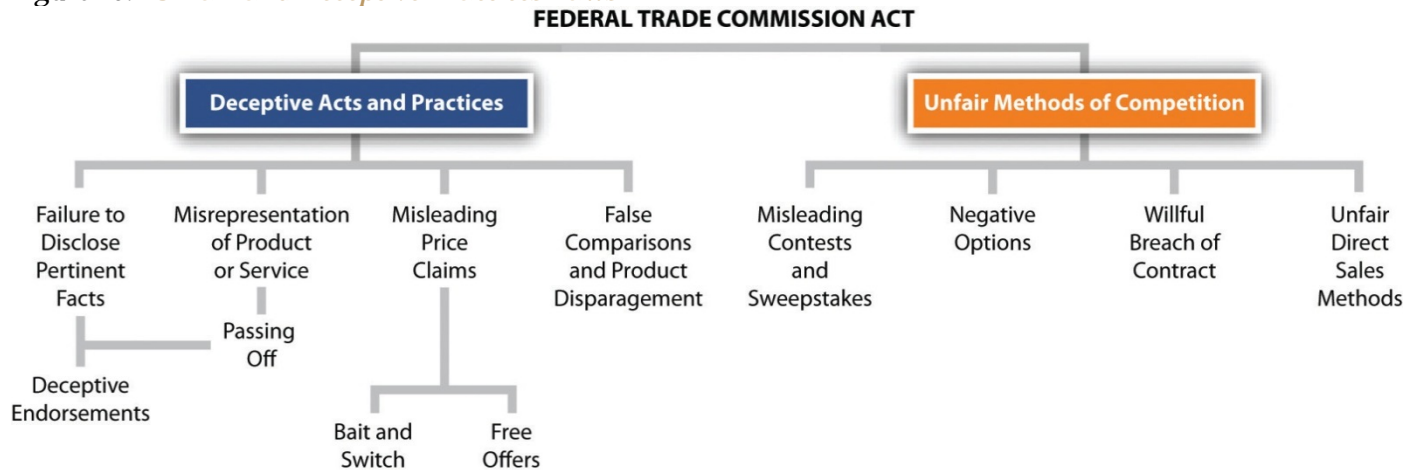 FEDERAL TRADE COMMISSION ACT
Deceptive Acts and Practices
Unfair Methods of Competition
Failure to
Disclose
Pertinent
Facts
Misrepresentation
of Product
or Service
Misleading
Price
Claims
False
Comparisons
and Product
Disparagement
Misleading
Contests
and
Sweepstakes
Negative
Options
Willful
Breach of
Contract
Unfair
Direct
Sales
Methods
Passing
Off
Deceptive
Endorsements
Bait and
Switch
Free
Offers